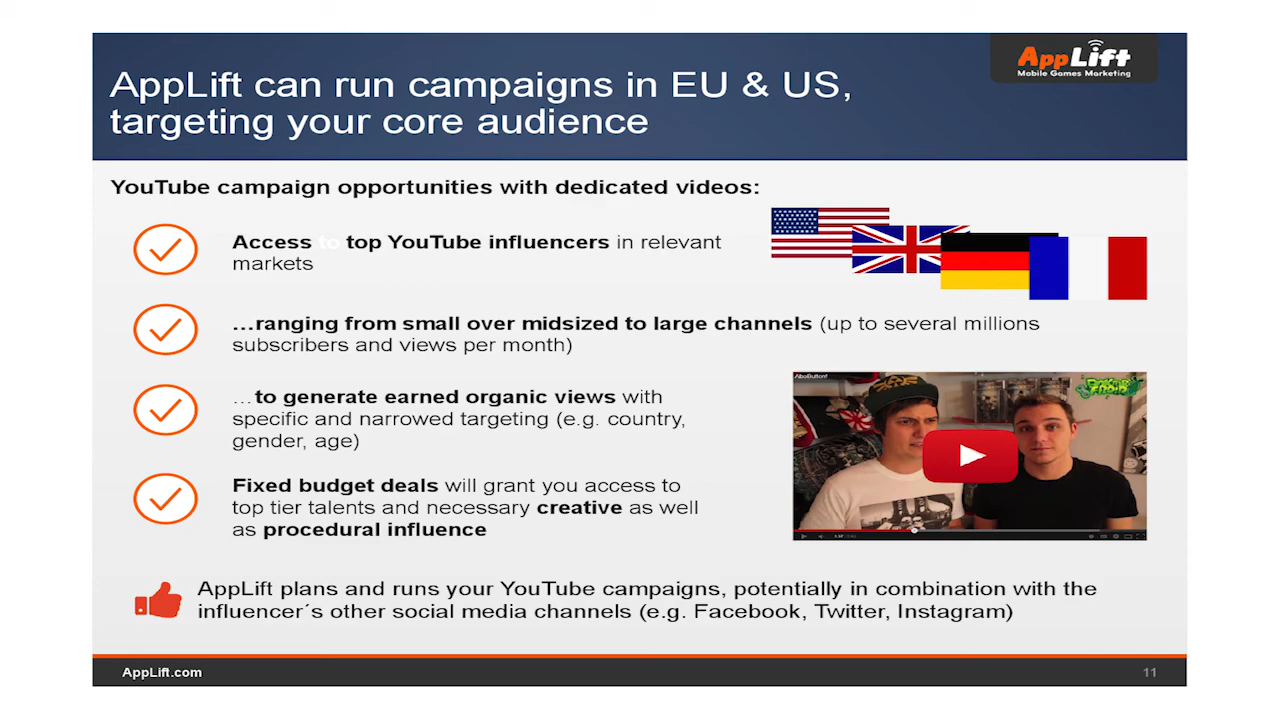 AppLift
Mobile Games Marketing
AppLift can run campaigns in EU & US,
targeting your core audience
YouTube campaign opportunities with dedicated videos:
Access to top YouTube influencers in relevant
markets
…ranging from small over midsized to large channels (up to several millions
subscribers and views per month)
…to generate earned organic views with
specific and narrowed targeting (e.g. country,
gender, age)
Fixed budget deals will grant you access to
top tier talents and necessary creative as well
as procedural influence
AppLift plans and runs your YouTube campaigns, potentially in combination with the
influencer´s other social media channels (e.g. Facebook, Twitter, Instagram)
AppLift.com
11